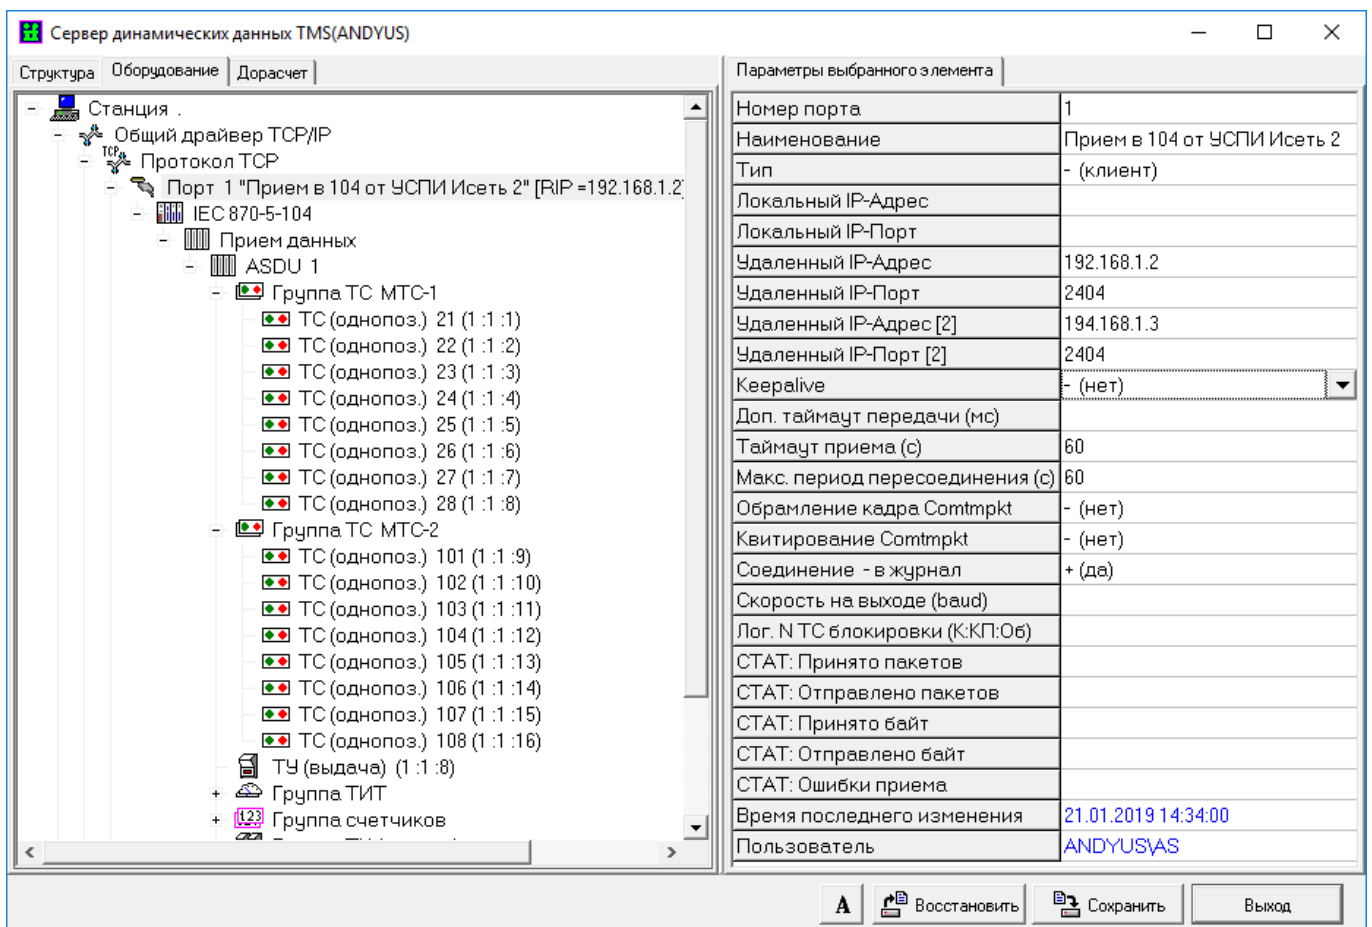 Сервер динамических данных TMS(ANDYUS)
Структура Оборудование Дорасчет
Станция .
Общий драйвер TCP/IP
TCP Протокол TCP
Порт 1 "Прием в 104 от УСПИ Исеть 2" [RIP =192.168.1.2]
IEC 870-5-104
Прием данных
ASDU 1
Группа ТС МТС-1
ТС (однопоз.) 21 (1 :1 :1)
ТС (однопоз.) 22 (1 :1 :2)
ТС (однопоз.) 23 (1 :1 :3)
ТС (однопоз.) 24 (1 :1 :4)
ТС (однопоз.) 25 (1 :1 :5)
ТС (однопоз.) 26 (1 :1 :6)
ТС (однопоз.) 27 (1 :1 :7)
ТС (однопоз.) 28 (1 :1 :8)
Группа ТС МТС-2
ТС (однопоз.) 101 (1 :1 :9)
ТС (однопоз.) 102 (1 :1 :10)
ТС (однопоз.) 103 (1 :1 :11)
ТС (однопоз.) 104 (1 :1 :12)
ТС (однопоз.) 105 (1 :1 :13)
ТС (однопоз.) 106 (1 :1 :14)
ТС (однопоз.) 107 (1 :1 :15)
ТС (однопоз.) 108 (1 :1 :16)
ТУ (выдача) (1 :1 :8)
Группа ТИТ
123 Группа счетчиков
Параметры выбранного элемента
Номер порта 1
Наименование Прием в 104 от УСПИ Исеть 2
Тип - (клиент)
Локальный IP-Адрес
Локальный IP-Порт
Удаленный IP-Адрес 192.168.1.2
Удаленный IP-Порт 2404
Удаленный IP-Адрес [2] 194.168.1.3
Удаленный IP-Порт [2] 2404
Keepalive - (нет)
Доп. таймаут передачи (мс)
Таймаут приема (с) 60
Макс. период пересоединения (с) 60
Обрамление кадра Comtmpkt - (нет)
Квитирование Comtmpkt - (нет)
Соединение - в журнал + (да)
Скорость на выходе (baud)
Лог. N ТС блокировки (К:КП:Об)
СТАТ: Принято пакетов
СТАТ: Отправлено пакетов
СТАТ: Принято байт
СТАТ: Отправлено байт
СТАТ: Ошибки приема
Время последнего изменения 21.01.2019 14:34:00
Пользователь ANDYUS\AS
A Восстановить Сохранить Выход